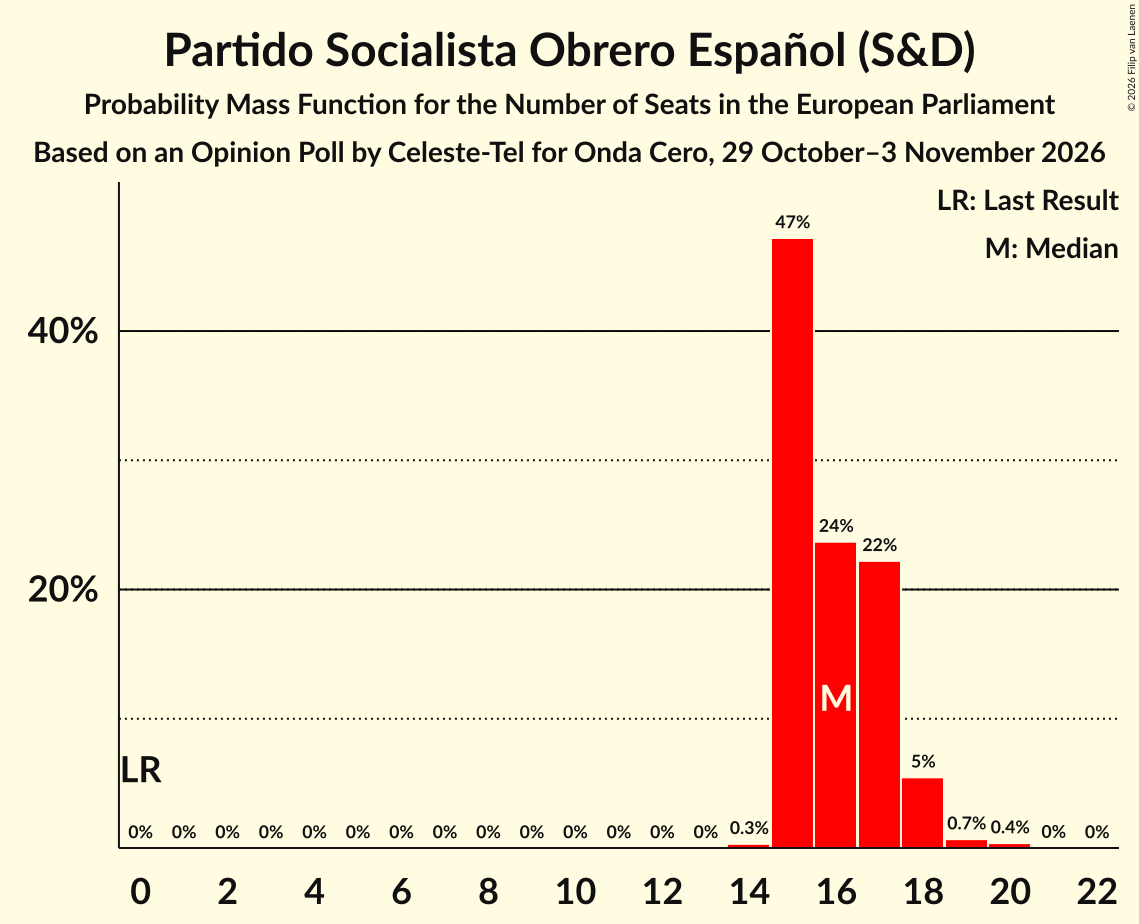 Partido Socialista Obrero Español (S&D)
Probability Mass Function for the Number of Seats in the European Parliament
Based on an Opinion Poll by Celeste-Tel for Onda Cero, 29 October–3 November 2026
© 2026 Filip van Laenen
LR: Last Result
M: Median
47%
40%
24%
22%
20%
M
LR
5%
0% 0% 0% 0% 0% 0% 0% 0% 0% 0% 0% 0% 0% 0% 0.3% 0.7% 0.4% 0% 0%
0 2 4 6 8 10 12 14 16 18 20 22